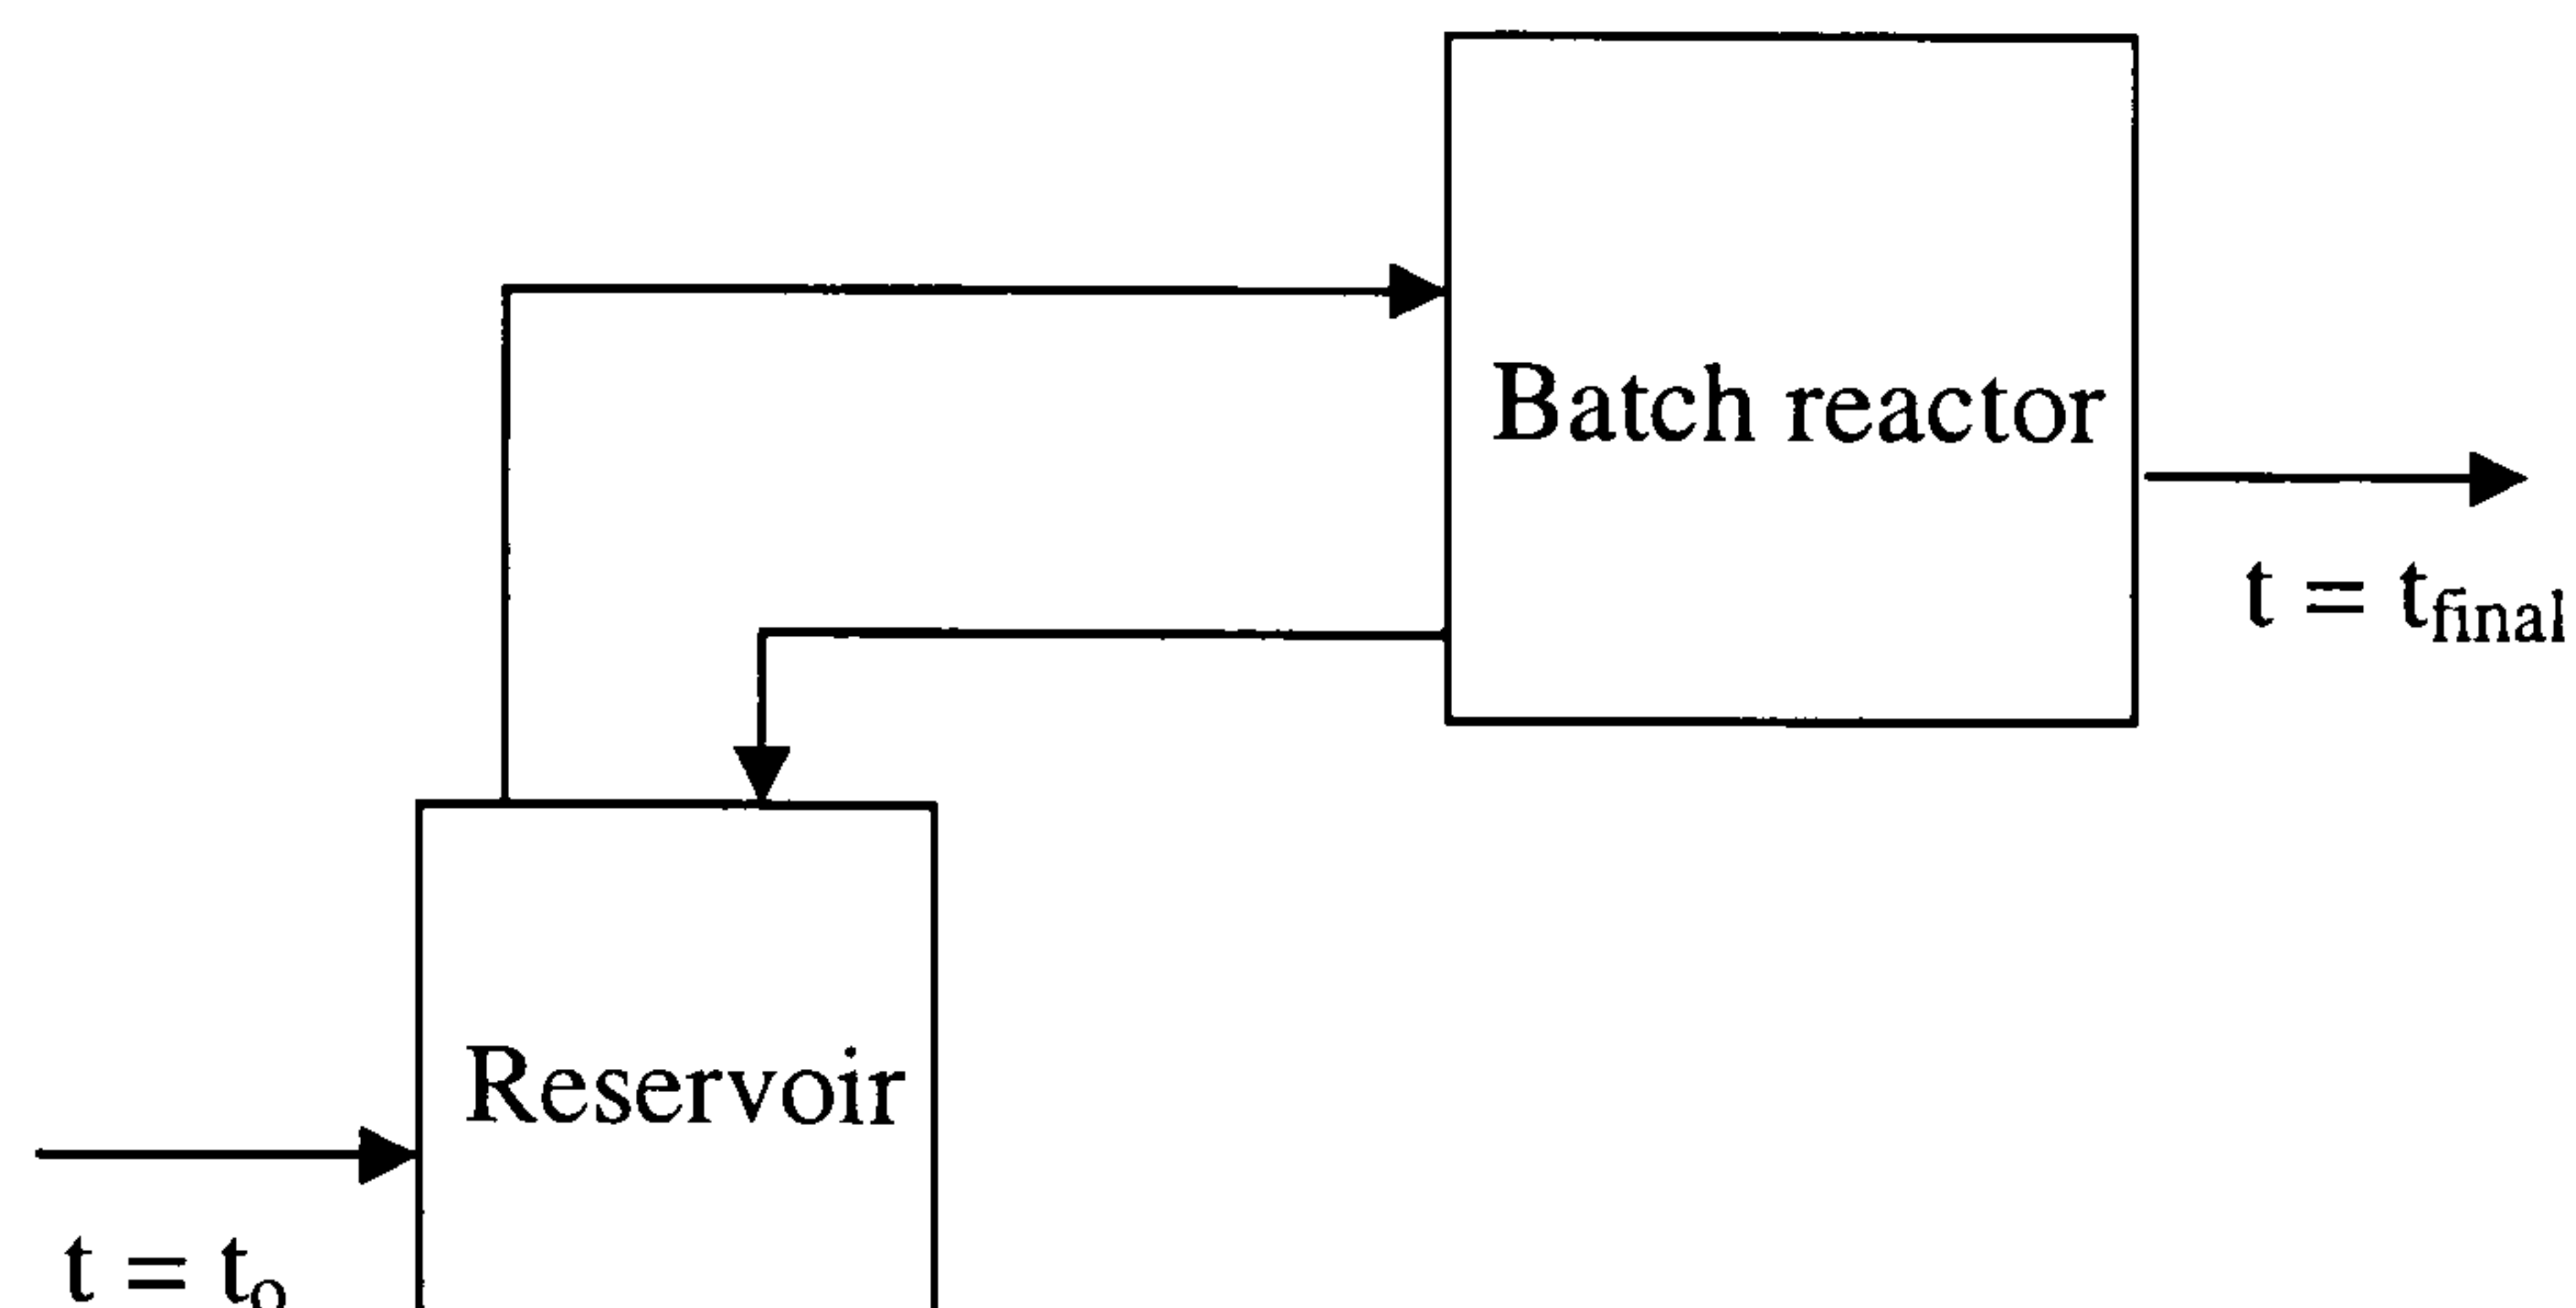 Batch reactor
t = t_final
Reservoir
t = t_o